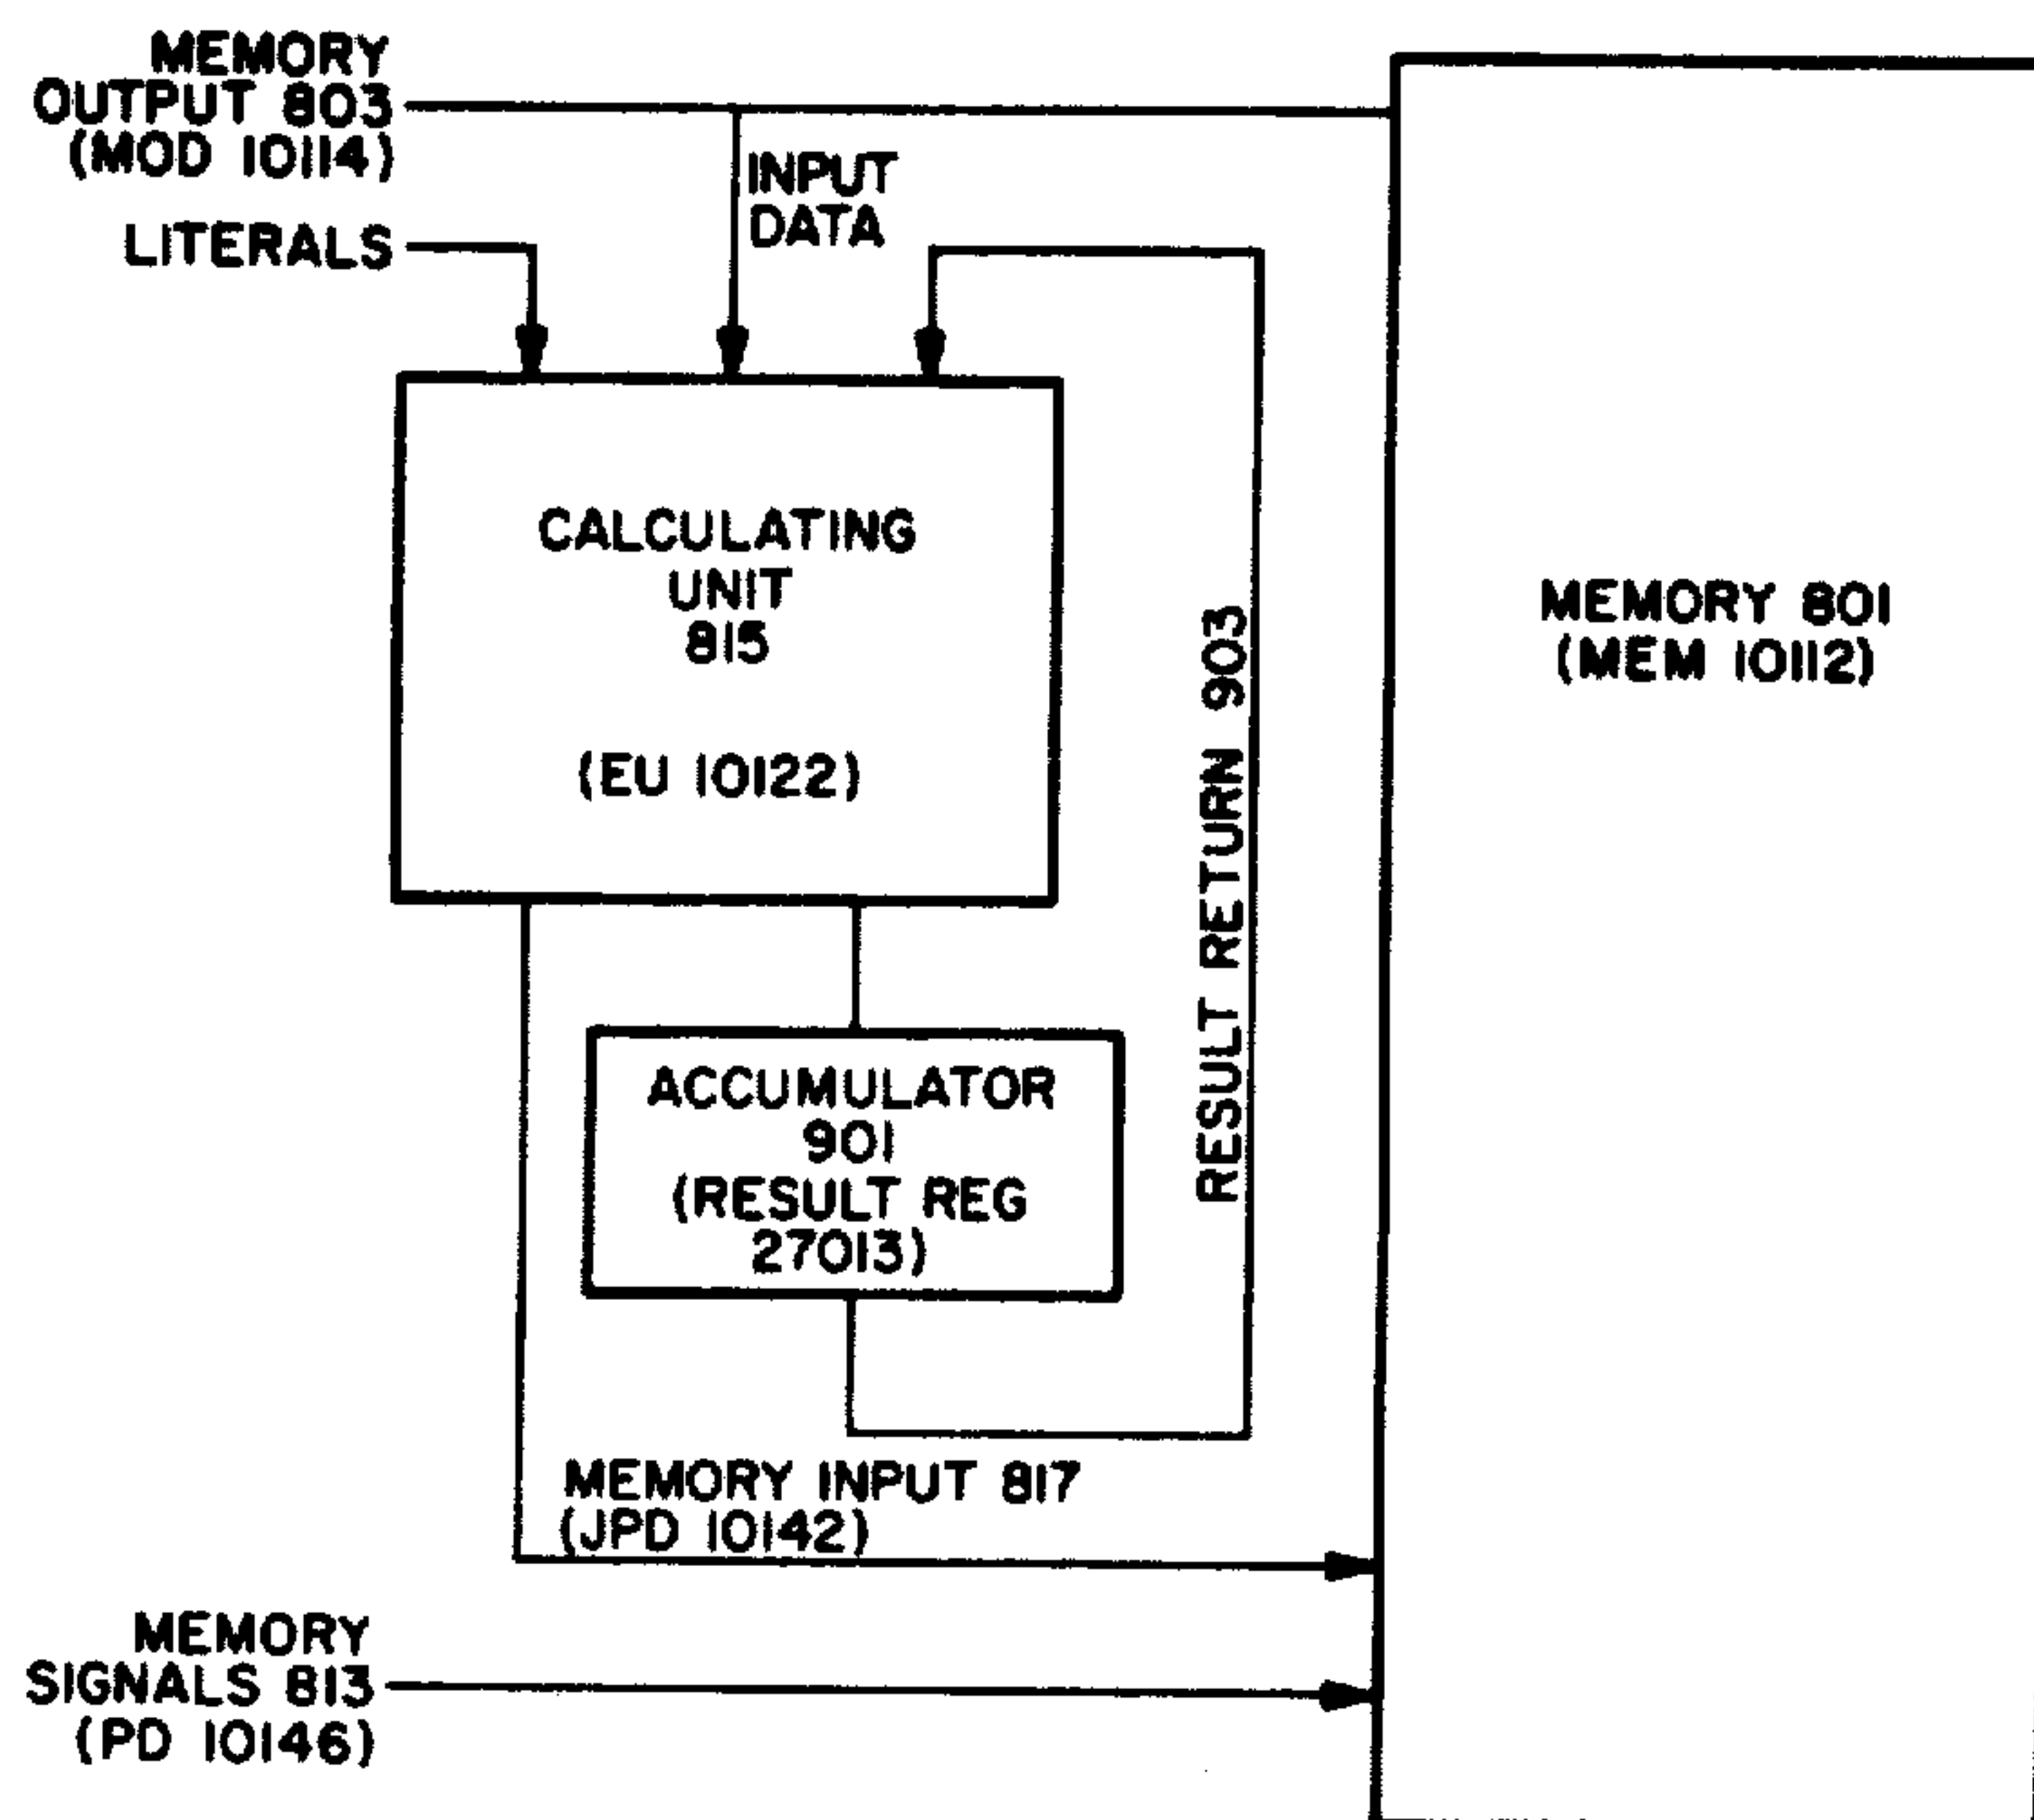 MEMORY
OUTPUT 803
(MOD 10114)
INPUT
DATA
LITERALS
CALCULATING
UNIT
815
(EU 10122)
MEMORY 801
(MEM 10112)
RESULT RETURN 903
ACCUMULATOR
901
(RESULT REG
27013)
MEMORY INPUT 817
(JPD 10142)
MEMORY
SIGNALS 813
(PD 10146)